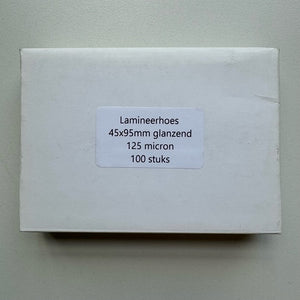 Lamineerhoes
45x95mm glanzend
125 micron
100 stuks